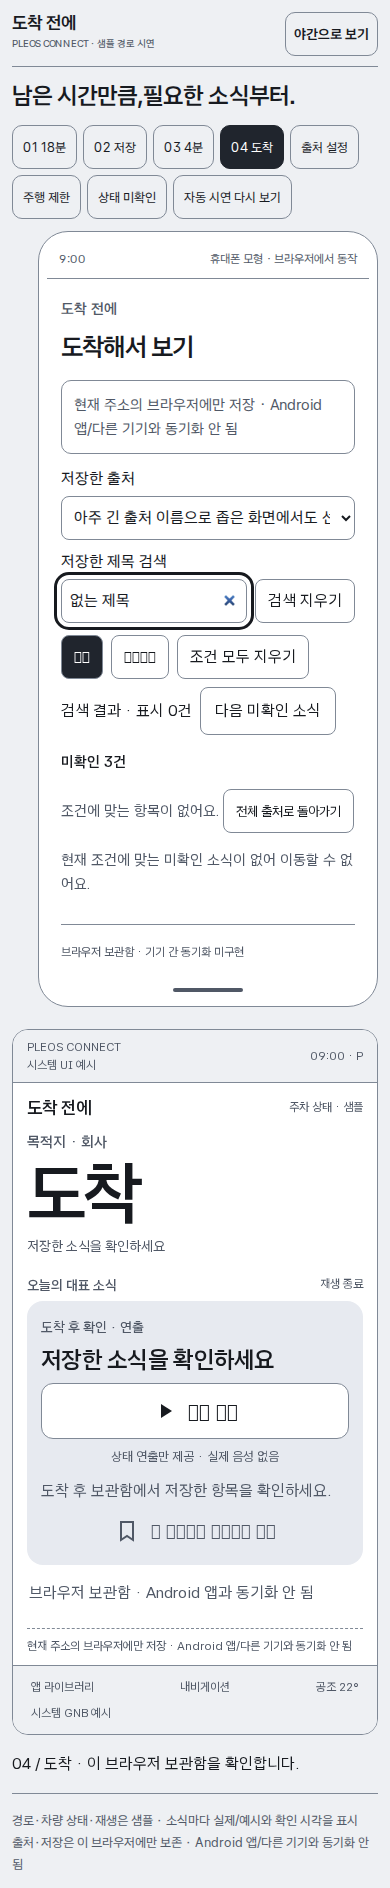 도착 전에
PLEOS CONNECT · 샘플 경로 시연
야간으로 보기
남은 시간만큼,필요한 소식부터.
01 18분
02 저장
03 4분
04 도착
출처 설정
주행 제한
상태 미확인
자동 시연 다시 보기
9:00
휴대폰 모형 · 브라우저에서 동작
도착 전에
도착해서 보기
현재 주소의 브라우저에만 저장 · Android
앱/다른 기기와 동기화 안 됨
저장한 출처
아주 긴 출처 이름으로 좁은 화면에서도
저장한 제목 검색
없는 제목
검색 지우기
조건 모두 지우기
검색 결과 · 표시 0건
다음 미확인 소식
미확인 3건
조건에 맞는 항목이 없어요.
전체 출처로 돌아가기
현재 조건에 맞는 미확인 소식이 없어 이동할 수 없
어요.
브라우저 보관함 · 기기 간 동기화 미구현
PLEOS CONNECT
시스템 UI 예시
09:00 · P
도착 전에
주차 상태 · 샘플
목적지 · 회사
도착
저장한 소식을 확인하세요
오늘의 대표 소식
재생 종료
도착 후 확인 · 연출
저장한 소식을 확인하세요
상태 연출만 제공 · 실제 음성 없음
도착 후 보관함에서 저장한 항목을 확인하세요.
브라우저 보관함 · Android 앱과 동기화 안 됨
현재 주소의 브라우저에만 저장 · Android 앱/다른 기기와 동기화 안 됨
앱 라이브러리
내비게이션
공조 22°
시스템 GNB 예시
04 / 도착 · 이 브라우저 보관함을 확인합니다.
경로·차량 상태·재생은 샘플 · 소식마다 실제/예시와 확인 시각을 표시
출처·저장은 이 브라우저에만 보존 · Android 앱/다른 기기와 동기화 안
됨